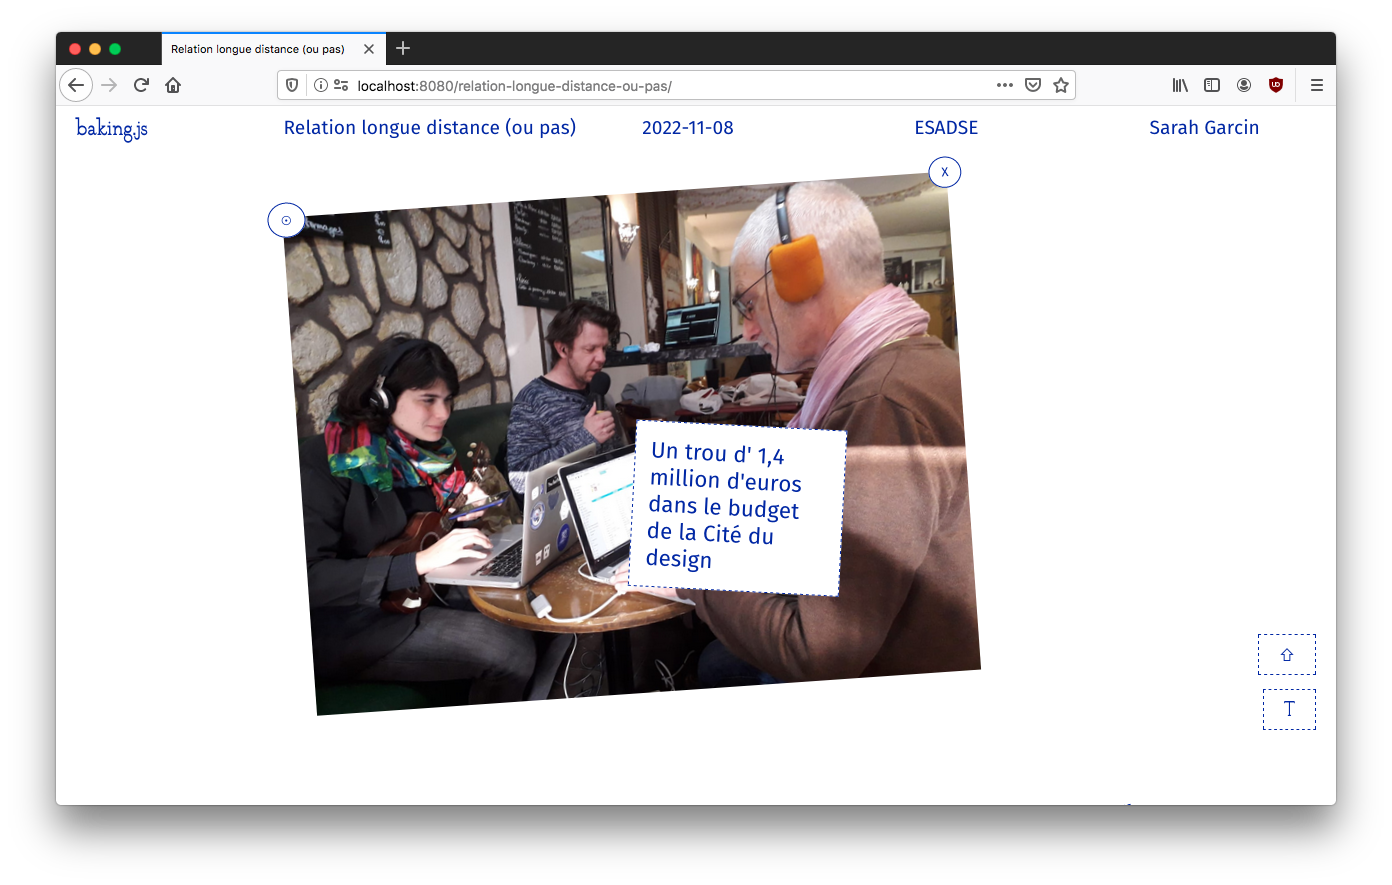 Relation longue distance (ou pas)
localhost:8080/relation-longue-distance-ou-pas/
baking.js
Relation longue distance (ou pas)
2022-11-08
ESADSE
Sarah Garcin
X
Un trou d' 1,4
million d'euros
dans le budget
de la Cité du
design
T